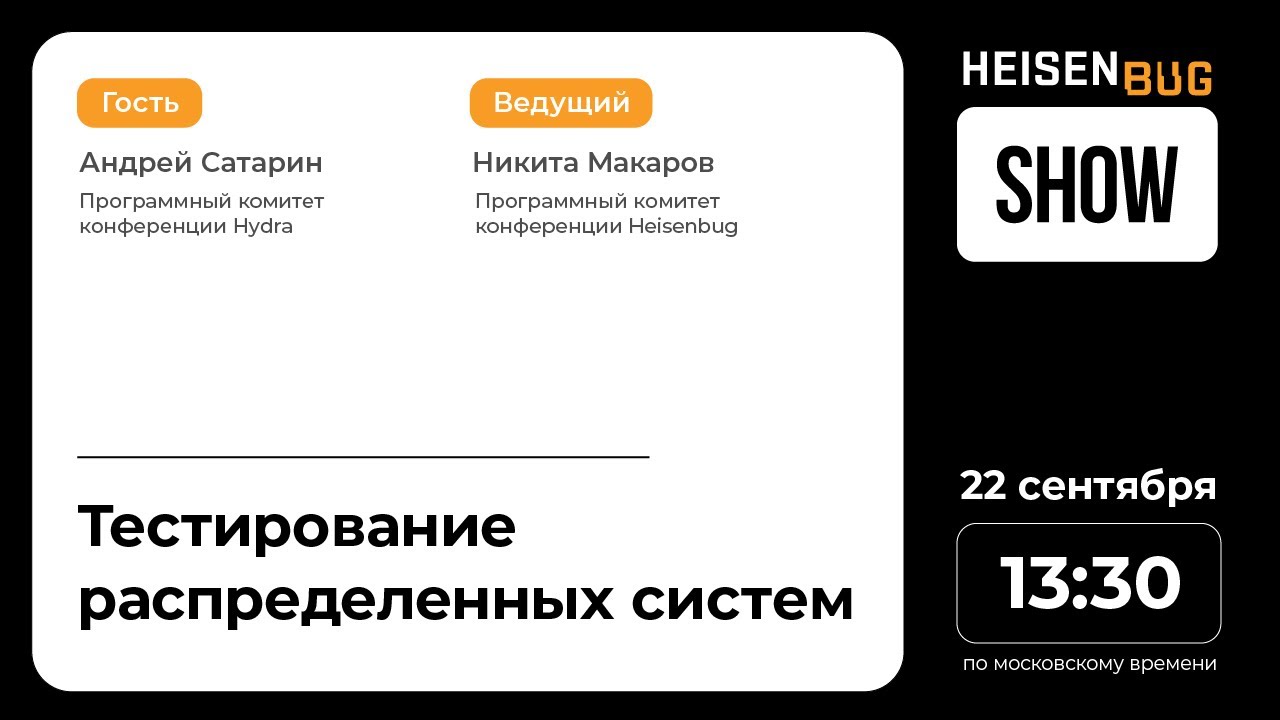 Гость
Андрей Сатарин
Программный комитет
конференции Hydra
Ведущий
Никита Макаров
Программный комитет
конференции Heisenbug
Тестирование
распределенных систем
HEISENBUG
SHOW
22 сентября
13:30
по московскому времени